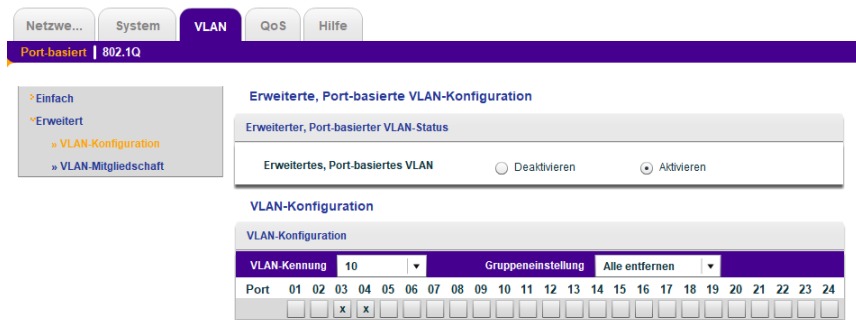 Netzwe... System VLAN QoS Hilfe
Port-basiert | 802.1Q
Einfach
Erweitert
» VLAN-Konfiguration
» VLAN-Mitgliedschaft
Erweiterte, Port-basierte VLAN-Konfiguration
Erweiterter, Port-basierter VLAN-Status
Erweitertes, Port-basiertes VLAN Deaktivieren Aktivieren
VLAN-Konfiguration
VLAN-Konfiguration
VLAN-Kennung 10 Gruppeneinstellung Alle entfernen
Port 01 02 03 04 05 06 07 08 09 10 11 12 13 14 15 16 17 18 19 20 21 22 23 24
x x